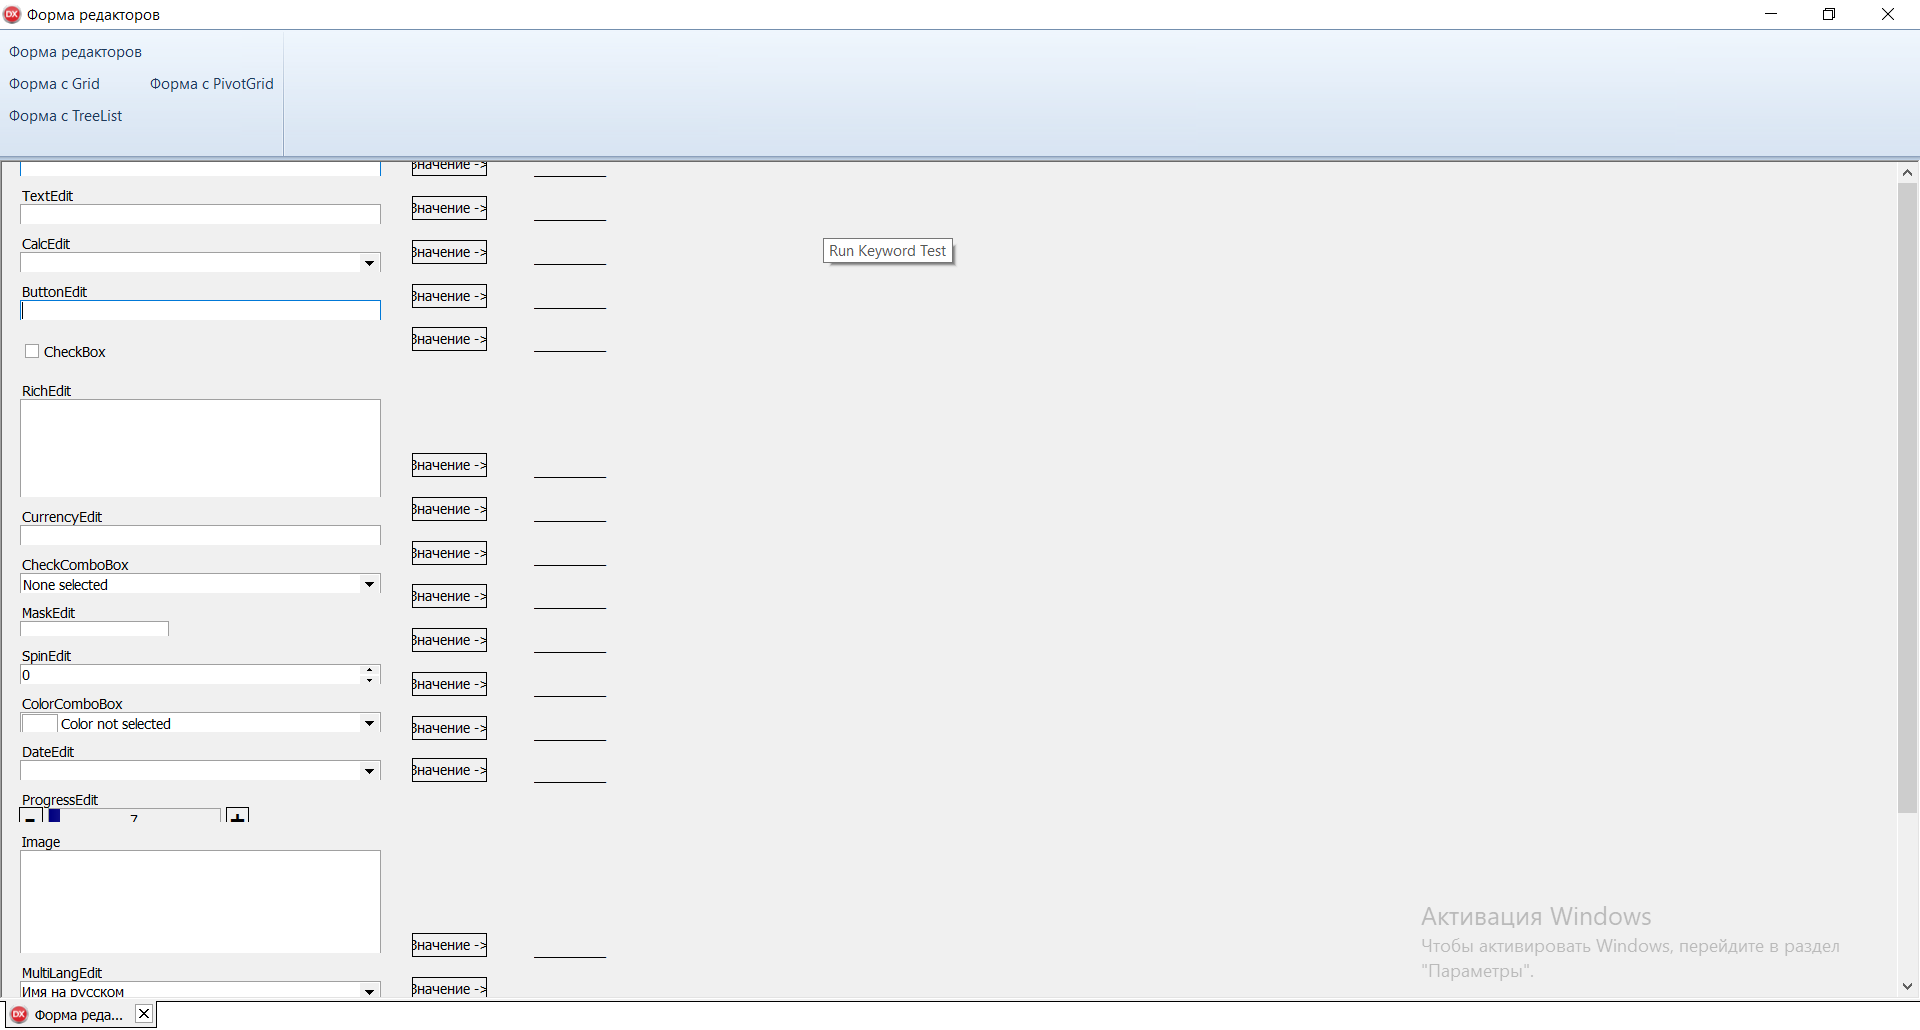 Форма редакторов
Форма редакторов
Форма с Grid
Форма с PivotGrid
Форма с TreeList
Значение ->
TextEdit
Значение ->
CalcEdit
Значение ->
Run Keyword Test
ButtonEdit
Значение ->
CheckBox
Значение ->
RichEdit
Значение ->
CurrencyEdit
Значение ->
CheckComboBox
None selected
Значение ->
MaskEdit
Значение ->
SpinEdit
0
Значение ->
ColorComboBox
Color not selected
Значение ->
DateEdit
Значение ->
Значение ->
ProgressEdit
- 7 +
Image
Значение ->
MultiLangEdit
Имя на русском
Значение ->
Активация Windows
Чтобы активировать Windows, перейдите в раздел
"Параметры".
Форма реда...